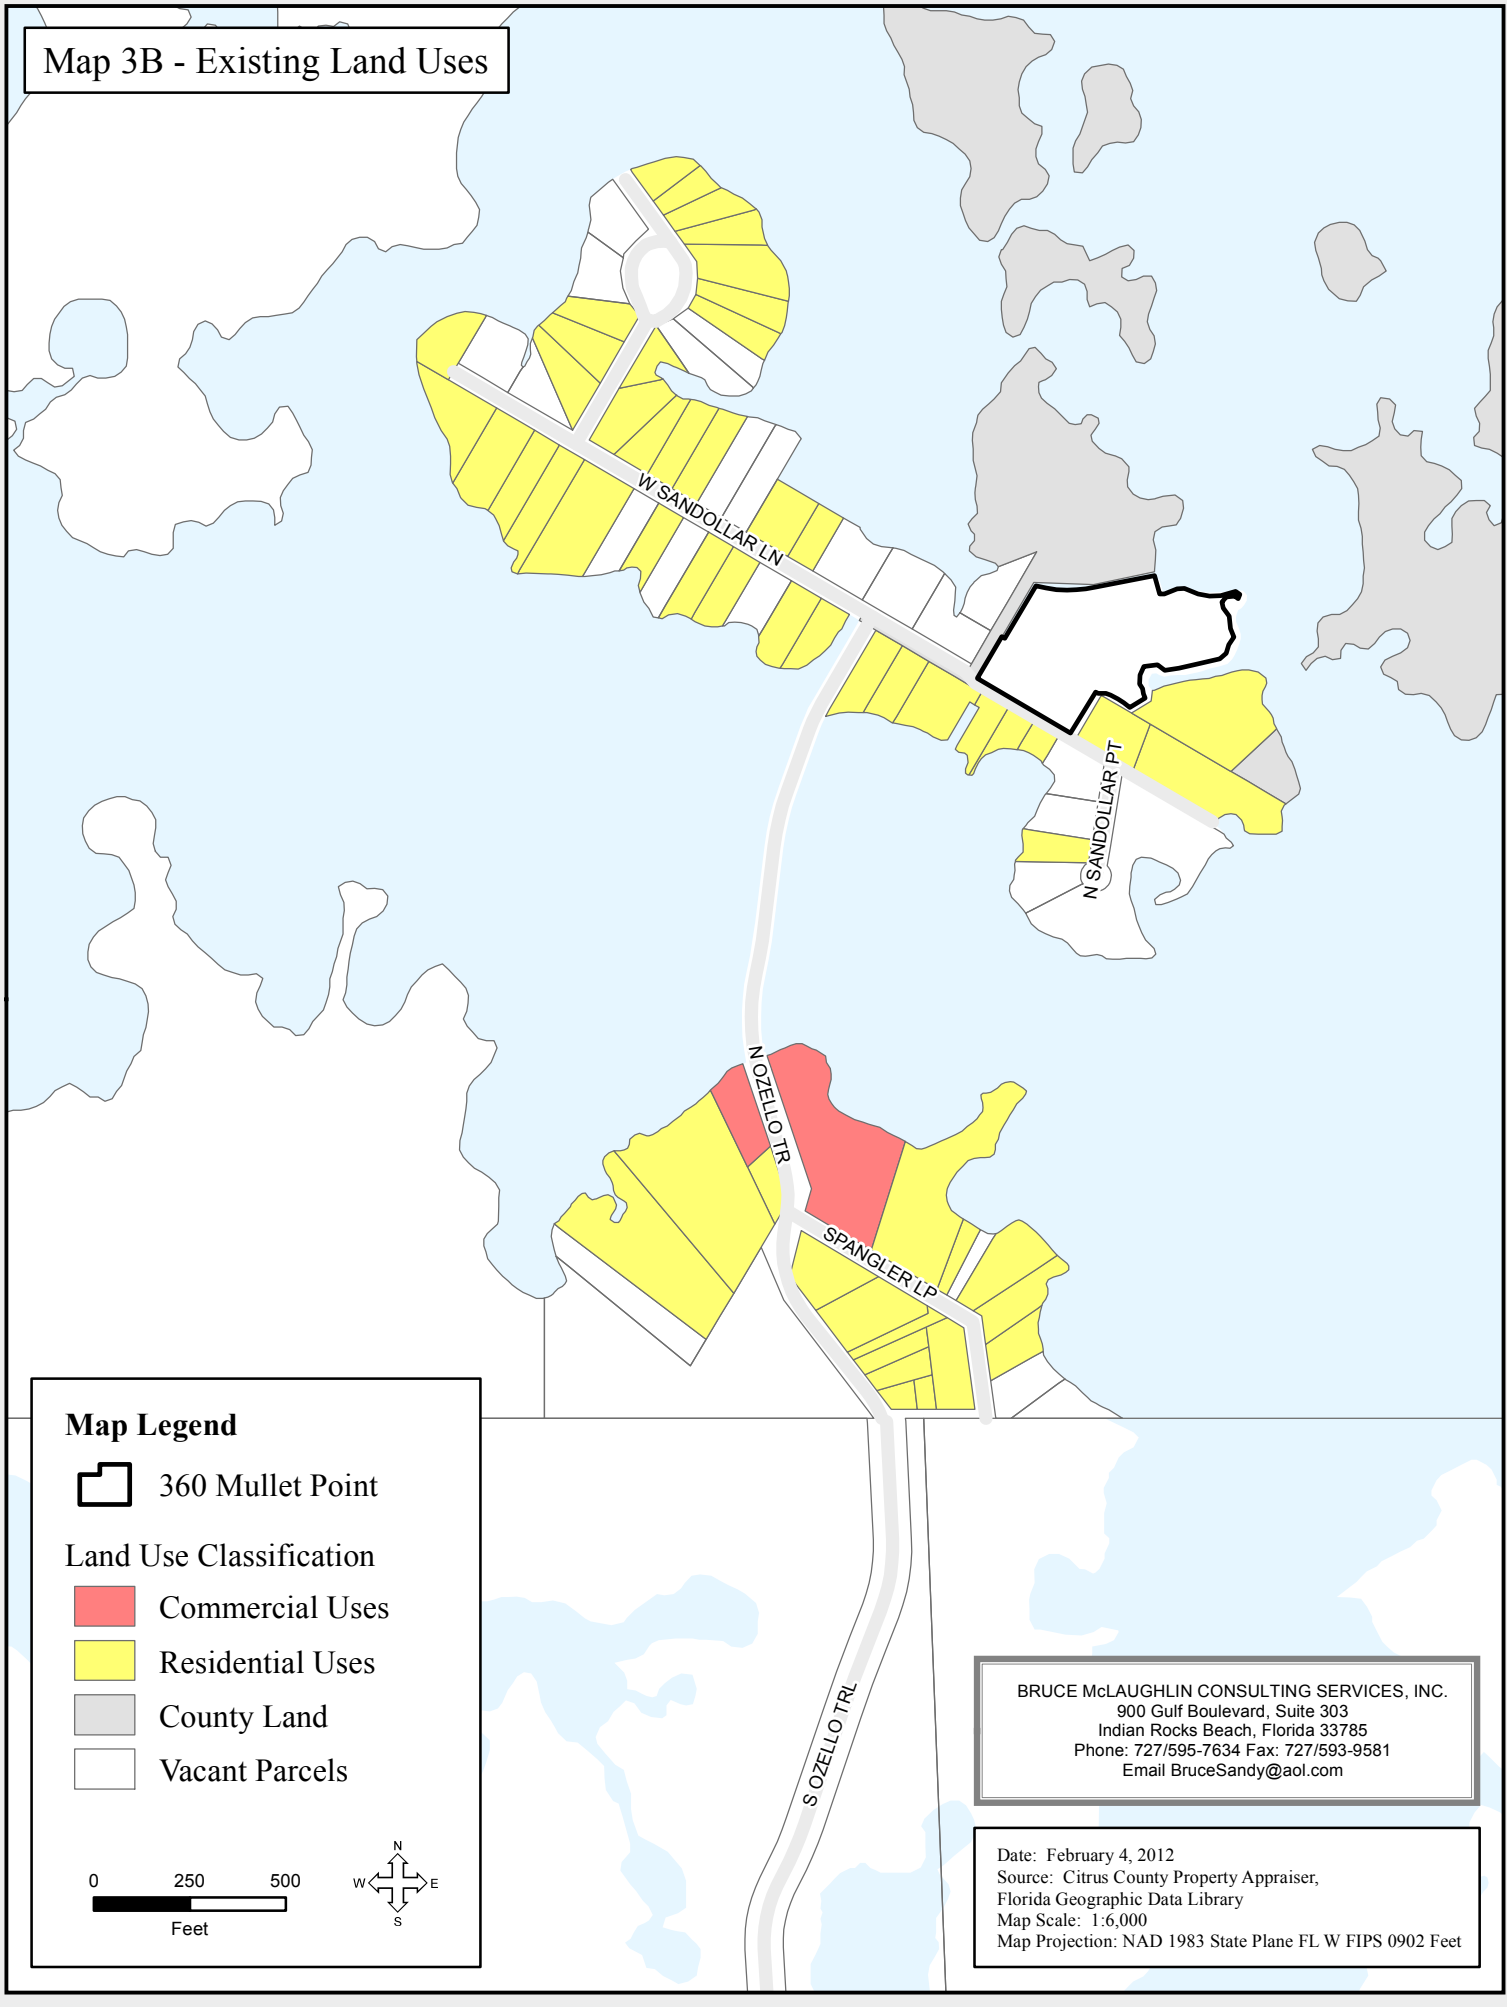 Map 3B - Existing Land Uses
W SANDOLLAR LN
N SANDOLLAR PT
N OZELLO TR
SPANGLER LP
S OZELLO TRL
Map Legend
360 Mullet Point
Land Use Classification
Commercial Uses
Residential Uses
County Land
Vacant Parcels
0 250 500
Feet
N
W E
S
BRUCE McLAUGHLIN CONSULTING SERVICES, INC.
900 Gulf Boulevard, Suite 303
Indian Rocks Beach, Florida 33785
Phone: 727/595-7634 Fax: 727/593-9581
Email BruceSandy@aol.com
Date: February 4, 2012
Source: Citrus County Property Appraiser,
Florida Geographic Data Library
Map Scale: 1:6,000
Map Projection: NAD 1983 State Plane FL W FIPS 0902 Feet